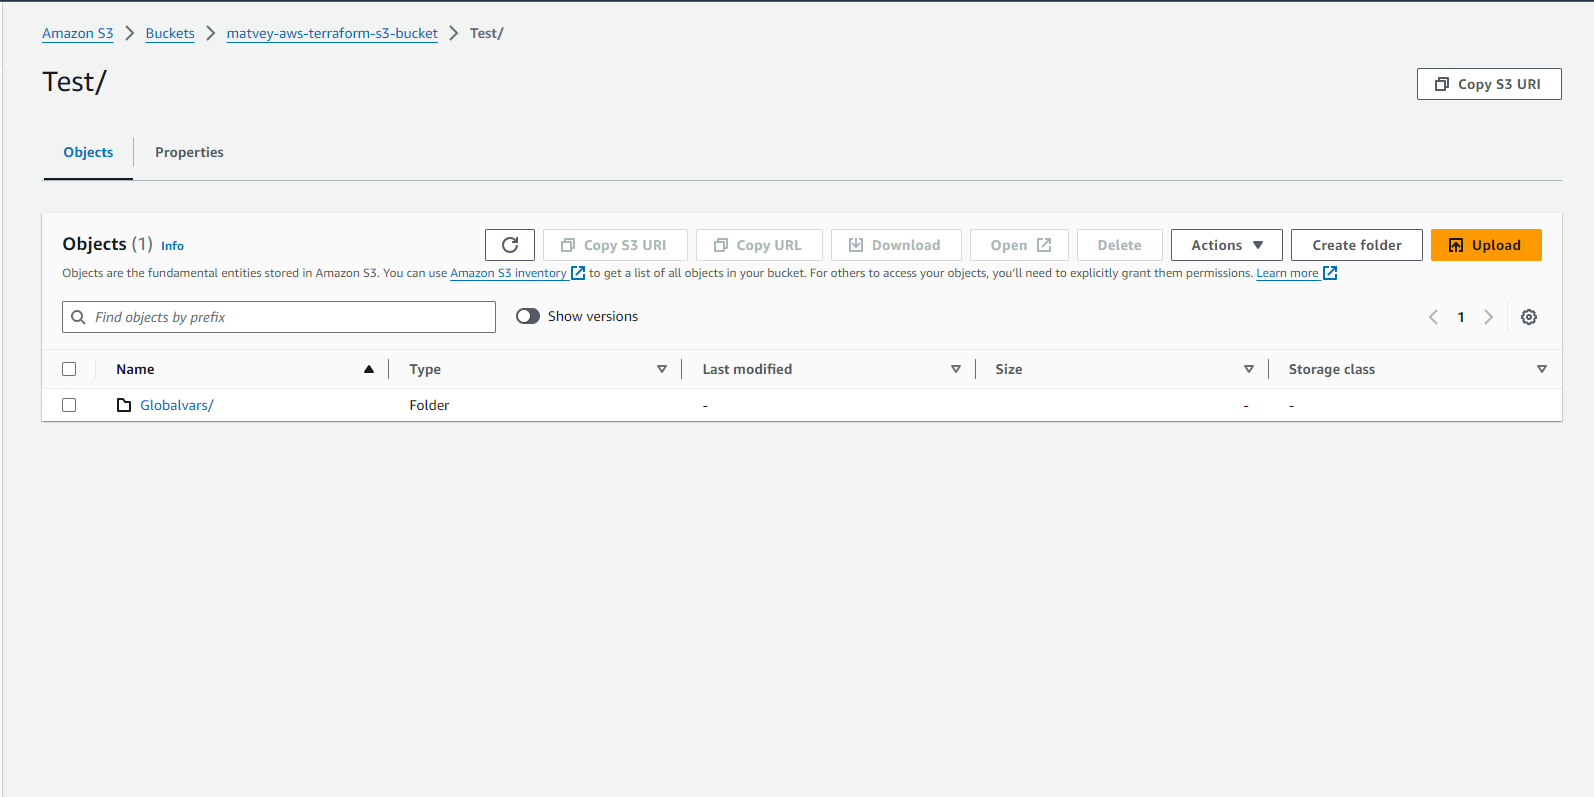 Amazon S3 > Buckets > matvey-aws-terraform-s3-bucket > Test/
Test/
Copy S3 URI
Objects
Properties
Objects (1) Info
Copy S3 URI
Copy URL
Download
Open
Delete
Actions
Create folder
Upload
Objects are the fundamental entities stored in Amazon S3. You can use Amazon S3 inventory to get a list of all objects in your bucket. For others to access your objects, you'll need to explicitly grant them permissions. Learn more
Find objects by prefix
Show versions
1
Name Type Last modified Size Storage class
Globalvars/ Folder - - -